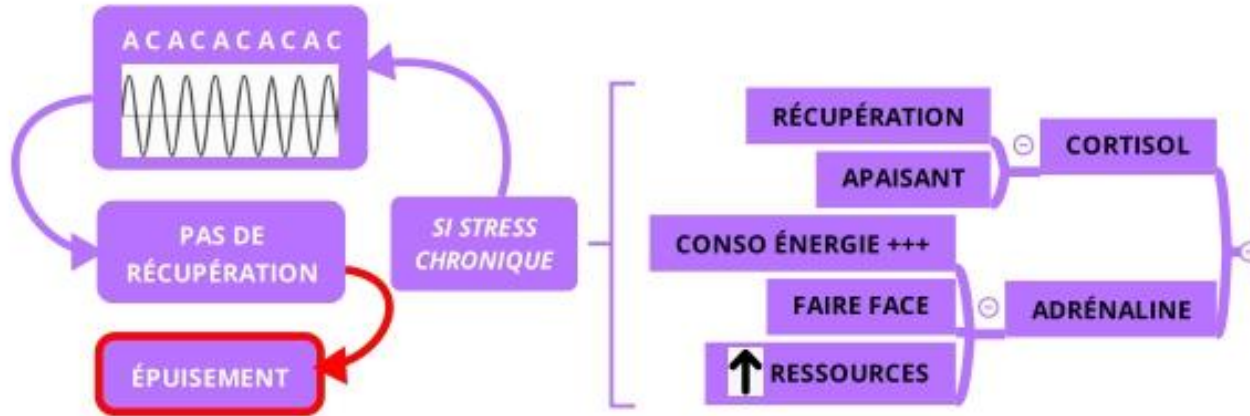 A C A C A C A C A C
PAS DE
RÉCUPÉRATION
ÉPUISEMENT
SI STRESS
CHRONIQUE
RÉCUPÉRATION
APAISANT
CORTISOL
CONSO ÉNERGIE +++
FAIRE FACE
RESSOURCES
ADRÉNALINE